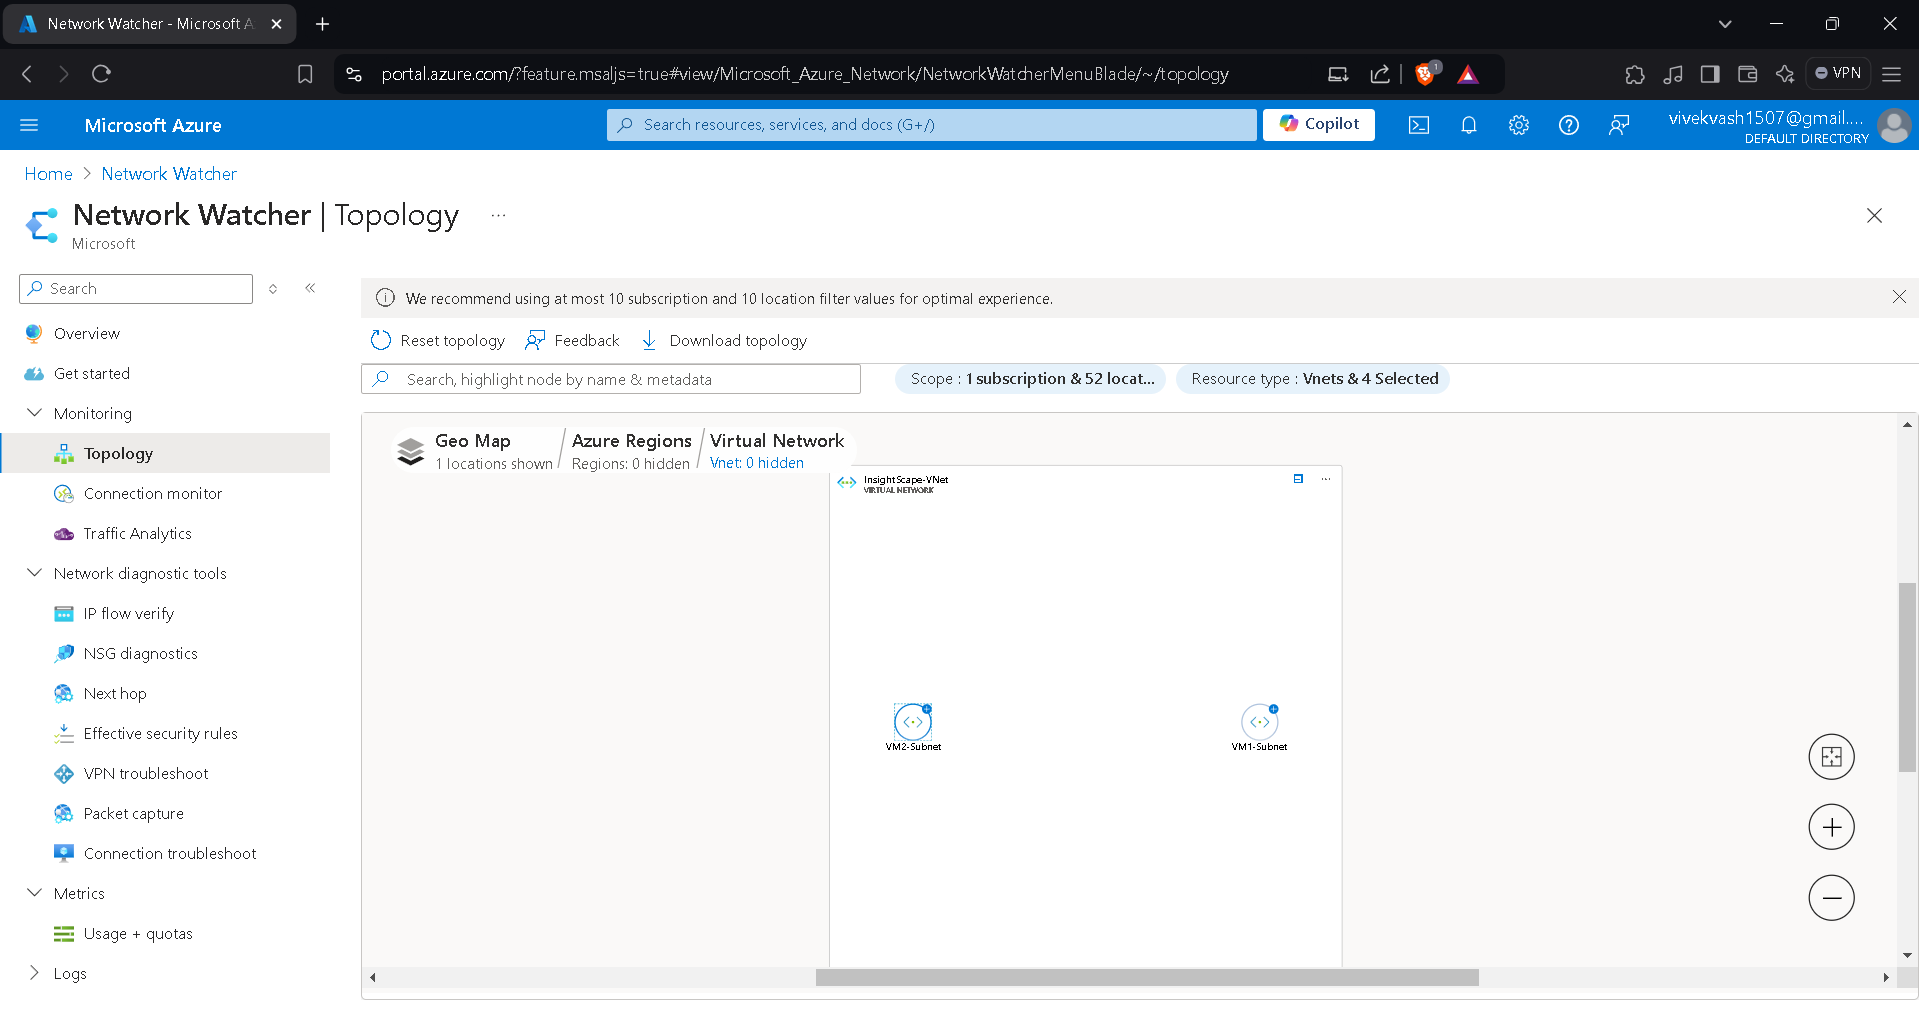 Network Watcher - Microsoft A
portal.azure.com/?feature.msaljs=true#view/Microsoft_Azure_Network/NetworkWatcherMenuBlade/~/topology
1
VPN
Microsoft Azure
Search resources, services, and docs (G+/)
Copilot
vivekvash1507@gmail....
DEFAULT DIRECTORY
Home > Network Watcher
Network Watcher | Topology ...
Microsoft
Search
Overview
Get started
Monitoring
Topology
Connection monitor
Traffic Analytics
Network diagnostic tools
IP flow verify
NSG diagnostics
Next hop
Effective security rules
VPN troubleshoot
Packet capture
Connection troubleshoot
Metrics
Usage + quotas
Logs
We recommend using at most 10 subscription and 10 location filter values for optimal experience.
Reset topology
Feedback
Download topology
Search, highlight node by name & metadata
Scope : 1 subscription & 52 locat...
Resource type : Vnets & 4 Selected
Geo Map
1 locations shown
Azure Regions
Regions: 0 hidden
Virtual Network
Vnet: 0 hidden
InsightScape-VNet
VIRTUAL NETWORK
VM2-Subnet
VM1-Subnet